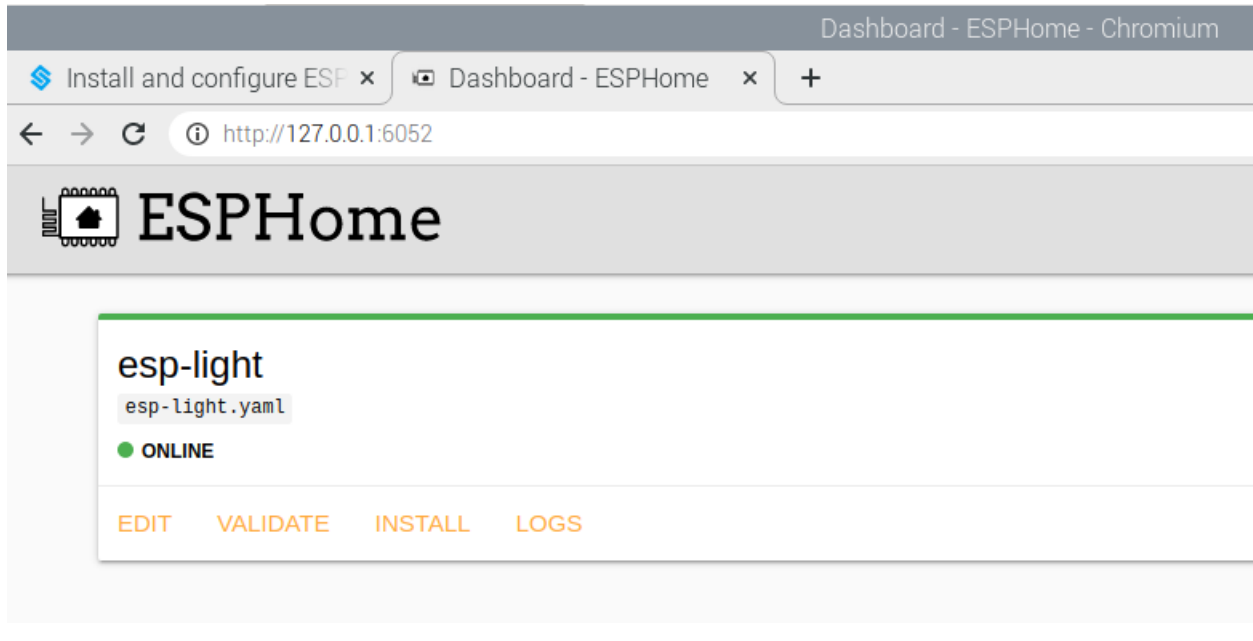 Dashboard - ESPHome - Chromium
Install and configure ESP Dashboard - ESPHome
http://127.0.0.1:6052
ESPHome
esp-light
esp-light.yaml
ONLINE
EDIT VALIDATE INSTALL LOGS